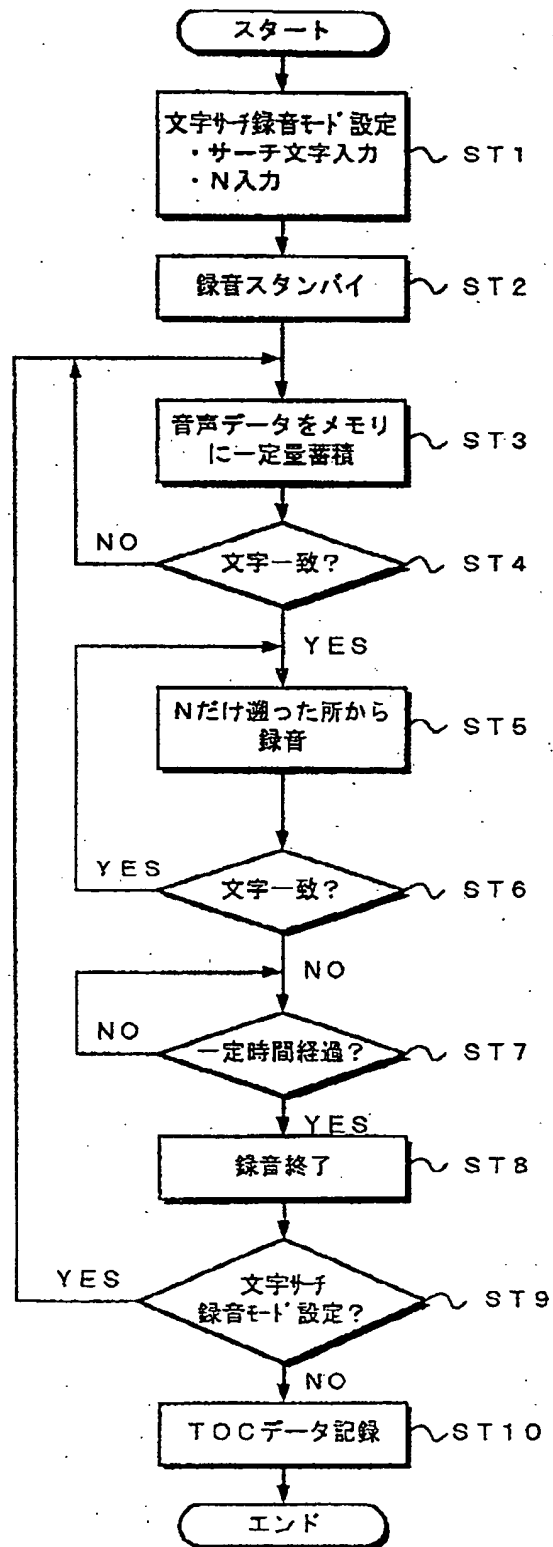 スタート
文字サーチ録音モード設定
・サーチ文字入力
・N入力
ST1
録音スタンバイ
ST2
音声データをメモリ
に一定量蓄積
ST3
NO
文字一致?
ST4
YES
Nだけ遡った所から
録音
ST5
YES
文字一致?
ST6
NO
NO
一定時間経過?
ST7
YES
録音終了
ST8
YES
文字サーチ
録音モード設定?
ST9
NO
TOCデータ記録
ST10
エンド